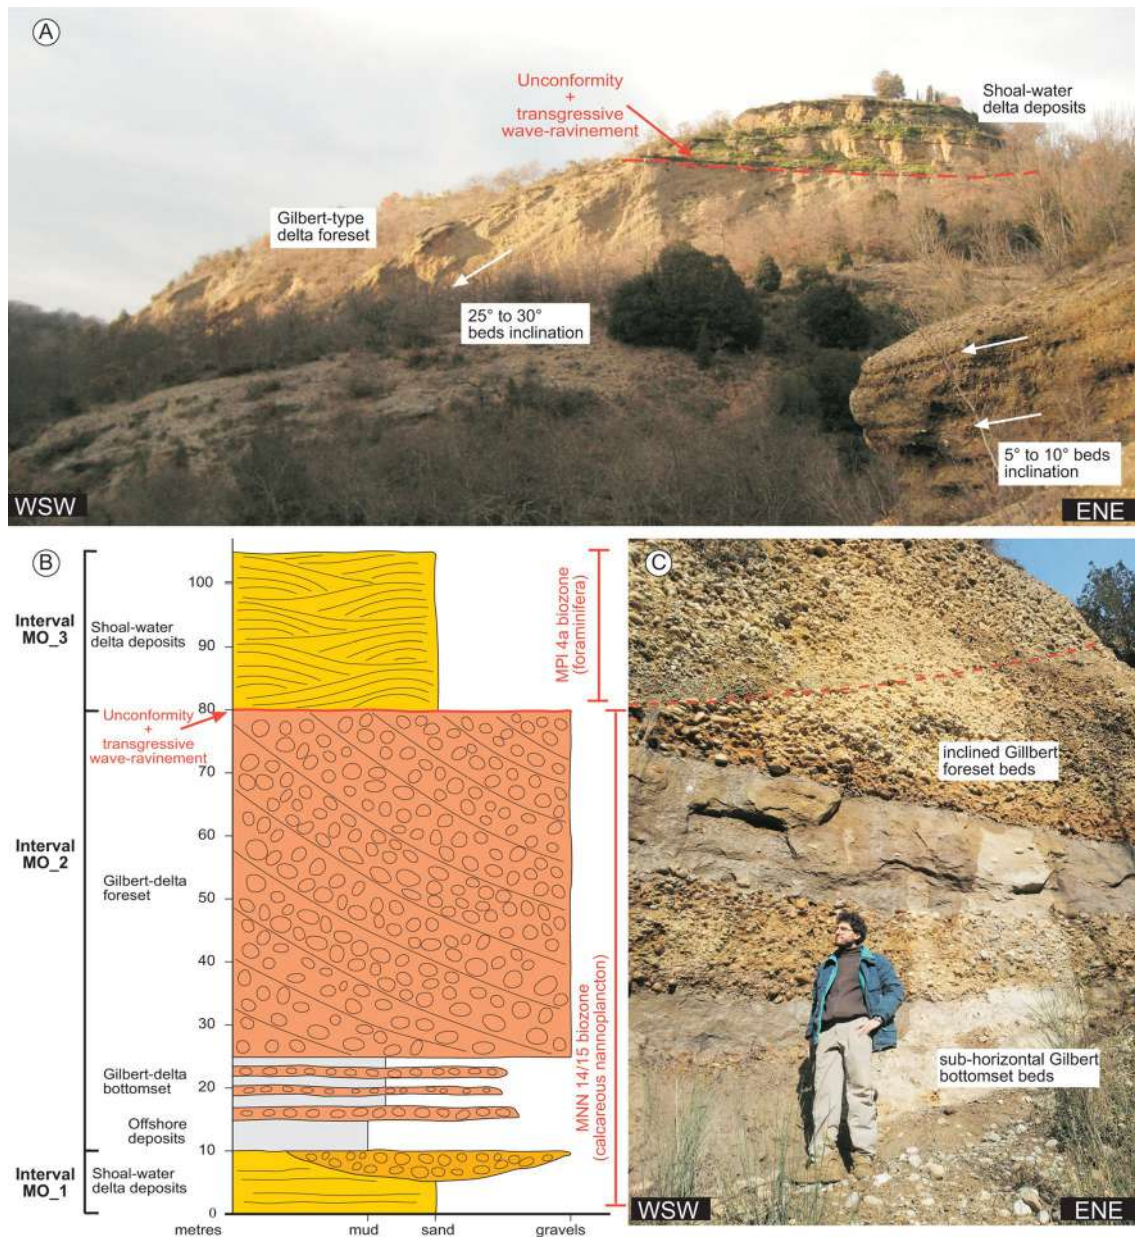 A
Unconformity
+
transgressive
wave-ravinement
Shoal-water
delta deposits
Gilbert-type
delta foreset
25° to 30°
beds inclination
5° to 10° beds
inclination
WSW
ENE
B
Interval
MO_3
Shoal-water
delta deposits
100
90
80
MPl 4a biozone
(foraminifera)
Unconformity
+
transgressive
wave-ravinement
Interval
MO_2
Gilbert-delta
foreset
70
60
50
40
30
Gilbert-delta
bottomset
20
Offshore
deposits
10
Interval
MO_1
Shoal-water
delta deposits
0
MNN 14/15 biozone
(calcareous nannoplancton)
metres
mud
sand
gravels
C
inclined Gillbert
foreset beds
sub-horizontal Gilbert
bottomset beds
WSW
ENE